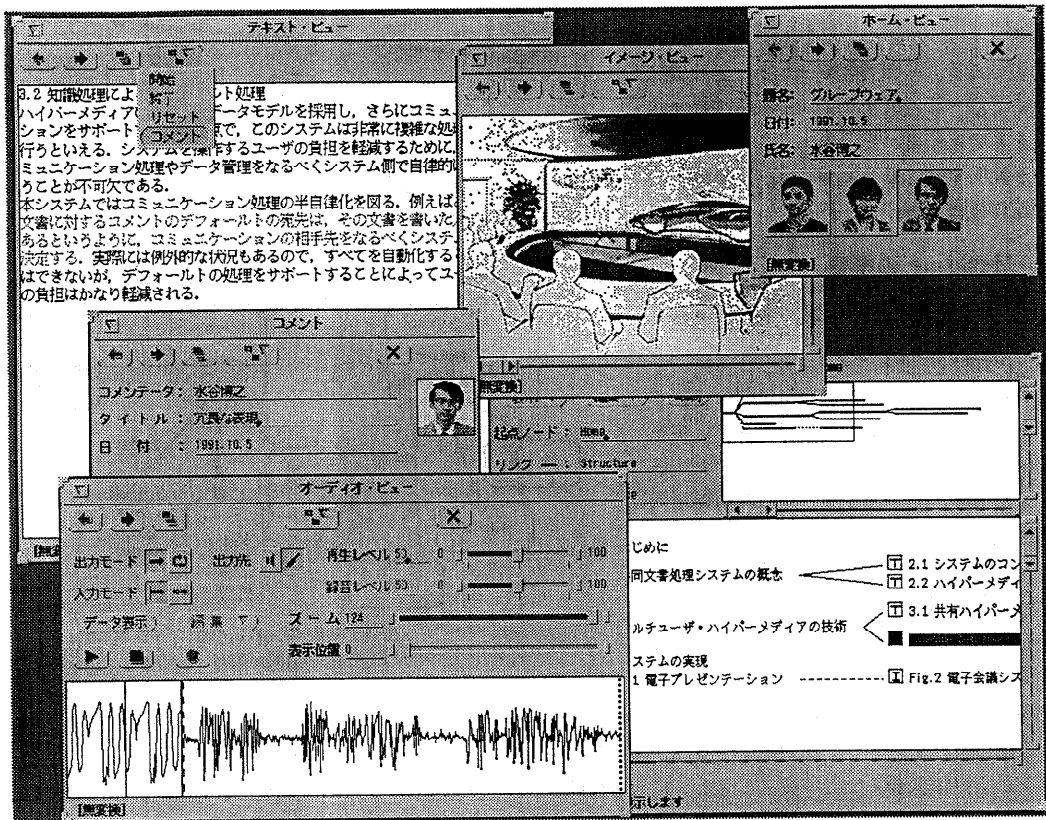 テキスト・ビュー
開始
終了
リセット
コメント
3.2 知識処理によ ント処理
ハイパーメディア データモデルを採用し，さらにコミュ
ションをサポート で，このシステムは非常に複雑な処
行うといえる．システムを操作するユーザの負担を軽減するために，
ミュニケーション処理やデータ管理をなるべくシステム側で自律的
うことが不可欠である．
本システムではコミュニケーション処理の半自律化を図る．例えば
文書に対するコメントのデフォールトの宛先は，その文書を書いた
あるというように，コミュニケーションの相手先をなるべくシステ
決定する．実際には例外的な状況もあるので，すべてを自動化する
はできないが，デフォールトの処理をサポートすることによってユー
の負担はかなり軽減される．
イメージ・ビュー
[無変換]
ホーム・ビュー
題名： グループウェア
日付： 1991.10.5
氏名： 水谷博之
[無変換]
コメント
コメンテータ： 水谷博之
タイトル： 冗長な表現
日 付 ： 1991.10.5
起点ノード： Home
リンク ー： Structure
オーディオ・ビュー
出力モード 出力先 再生レベル 53 0 100
入力モード 録音レベル 53 0 100
データ表示 編集 ズーム 124
表示位置 0
[無変換]
じめに
同文書処理システムの概念
T 2.1 システムのコン
T 2.2 ハイパーメディ
ルチューザ・ハイパーメディアの技術
T 3.1 共有ハイパーメ
ステムの実現
1 電子プレゼンテーション
I Fig.2 電子会議シス
示します